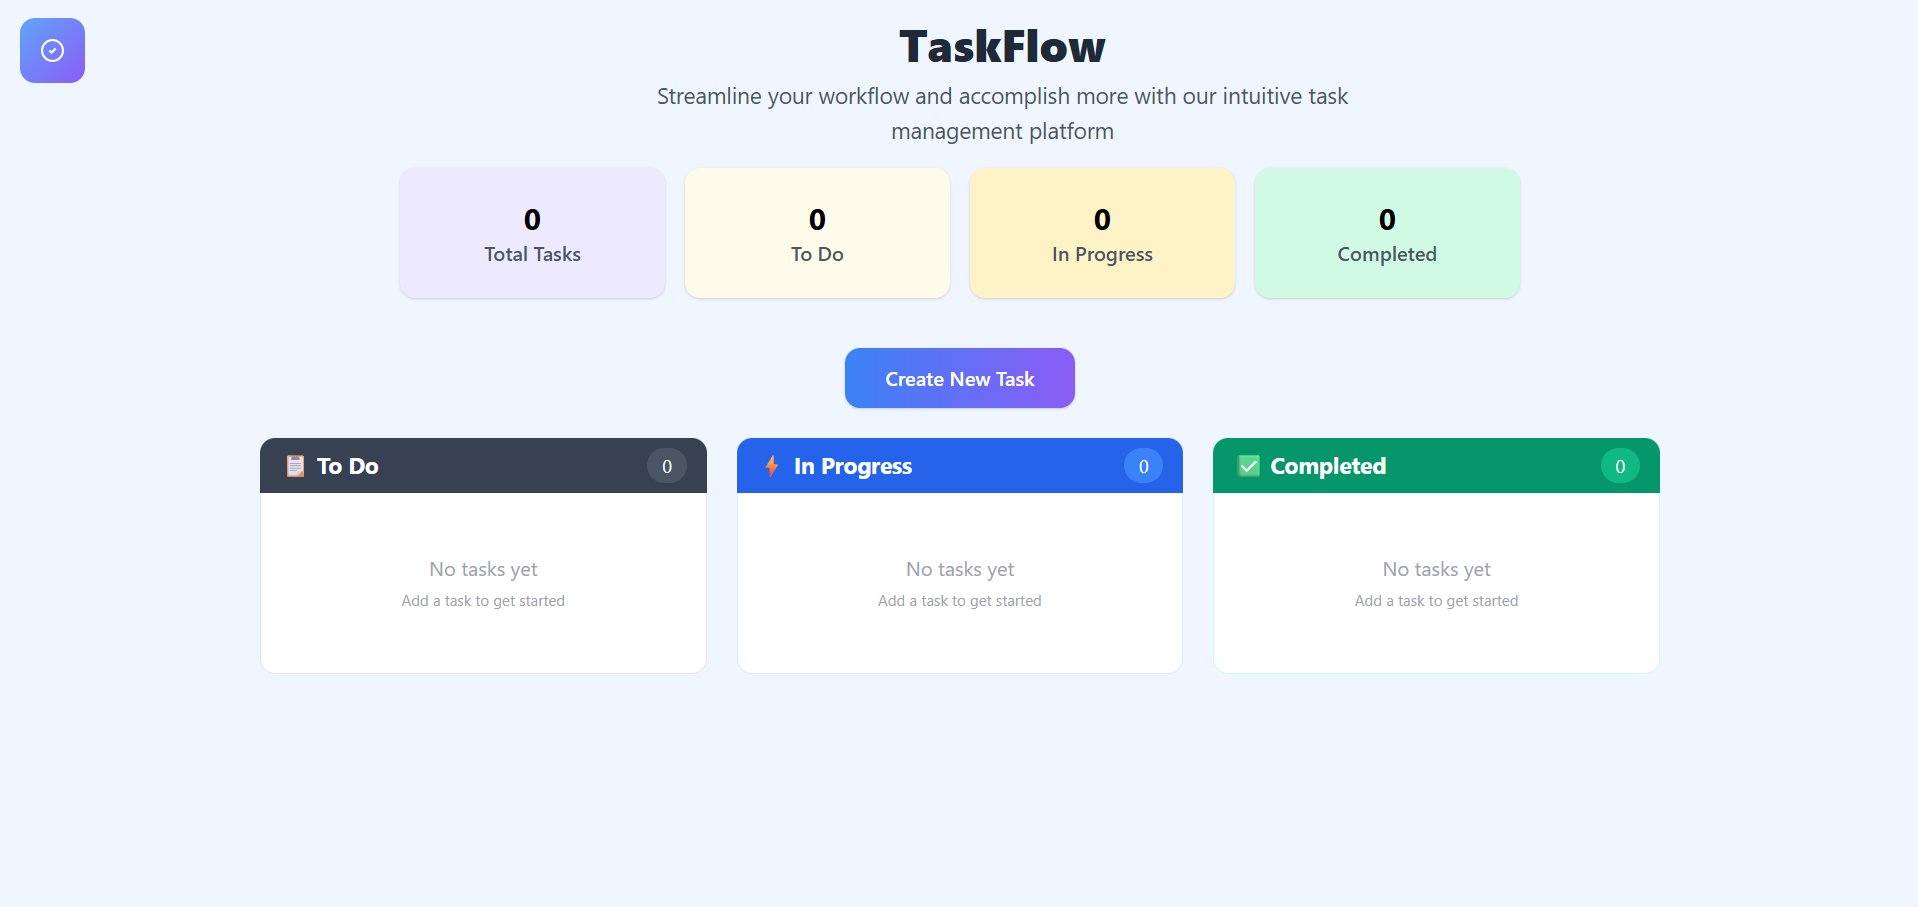 TaskFlow
Streamline your workflow and accomplish more with our intuitive task
management platform
0
Total Tasks
0
To Do
0
In Progress
0
Completed
Create New Task
To Do 0
No tasks yet
Add a task to get started
In Progress 0
No tasks yet
Add a task to get started
Completed 0
No tasks yet
Add a task to get started